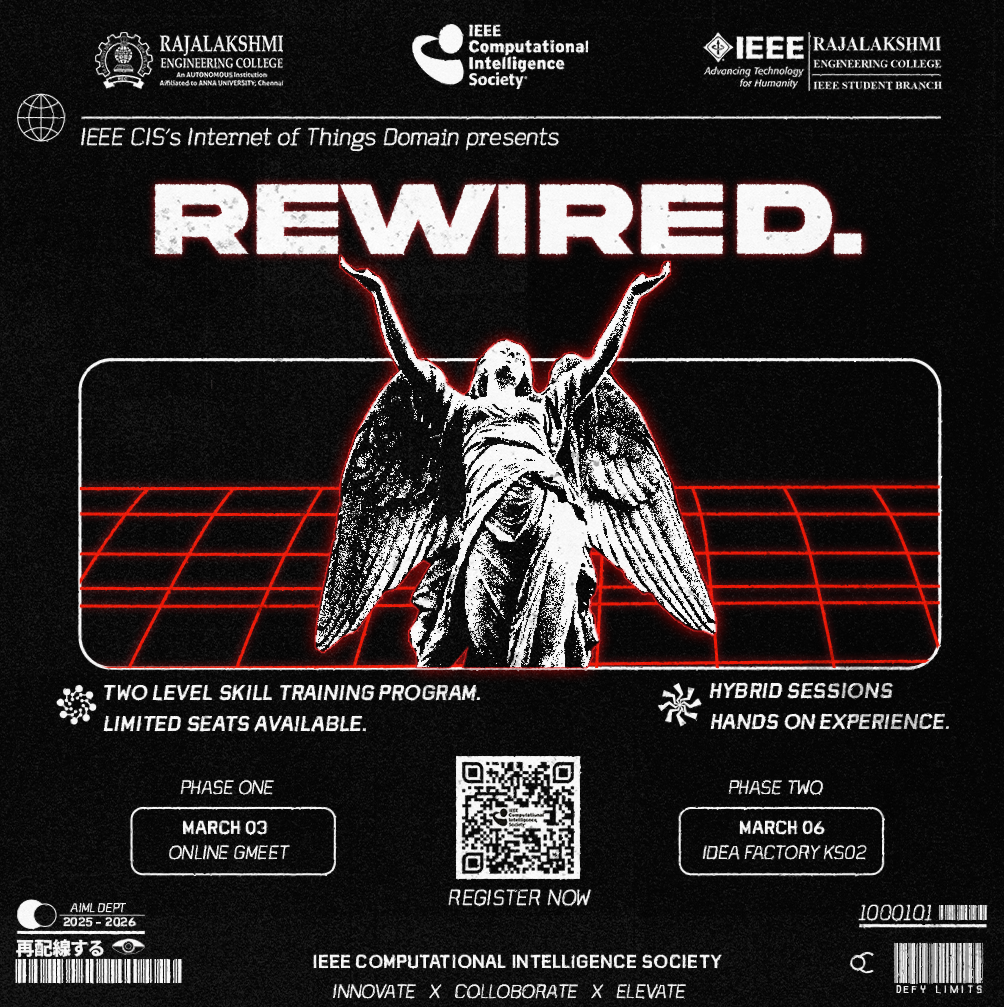 RAJALAKSHMI
ENGINEERING COLLEGE
An AUTONOMOUS Institution
Affiliated to ANNA UNIVERSITY, Chennai
IEEE
Computational
Intelligence
Society
IEEE
Advancing Technology
for Humanity
RAJALAKSHMI
ENGINEERING COLLEGE
IEEE STUDENT BRANCH
IEEE CIS's Internet of Things Domain presents
REWIRED.
TWO LEVEL SKILL TRAINING PROGRAM.
LIMITED SEATS AVAILABLE.
HYBRID SESSIONS
HANDS ON EXPERIENCE.
PHASE ONE
MARCH 03
ONLINE GMEET
IEEE
Computational
Intelligence
Society
REGISTER NOW
PHASE TWO
MARCH 06
IDEA FACTORY KS02
AIML DEPT
2025 - 2026
再配線する
1000101
DEFY LIMITS
IEEE COMPUTATIONAL INTELLIGENCE SOCIETY
INNOVATE X COLLOBORATE X ELEVATE